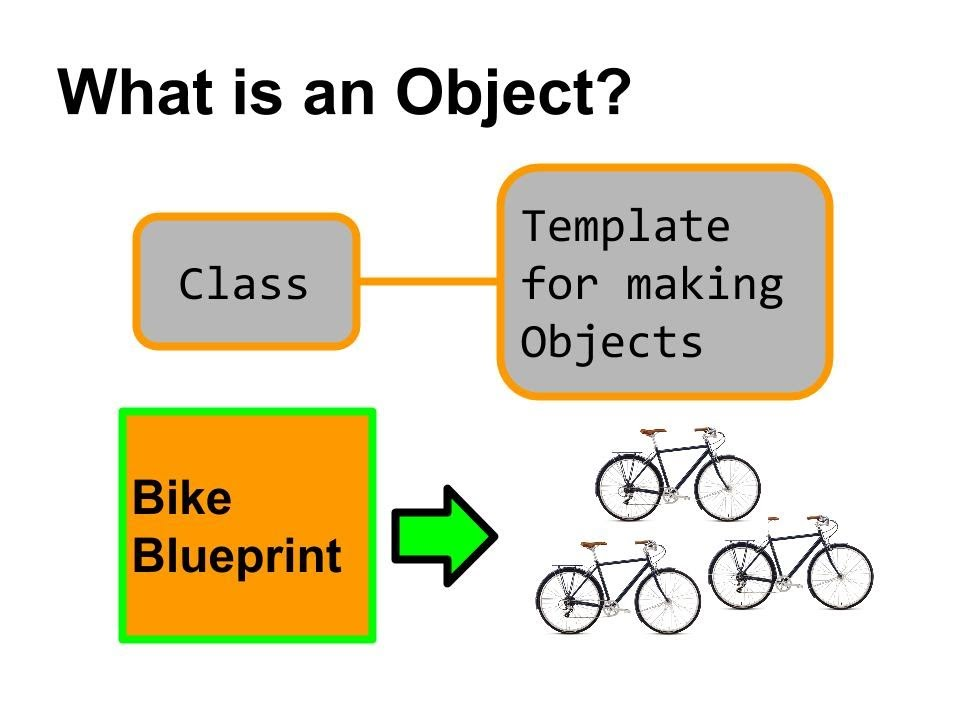 What is an Object?
Class
Template
for making
Objects
Bike
Blueprint